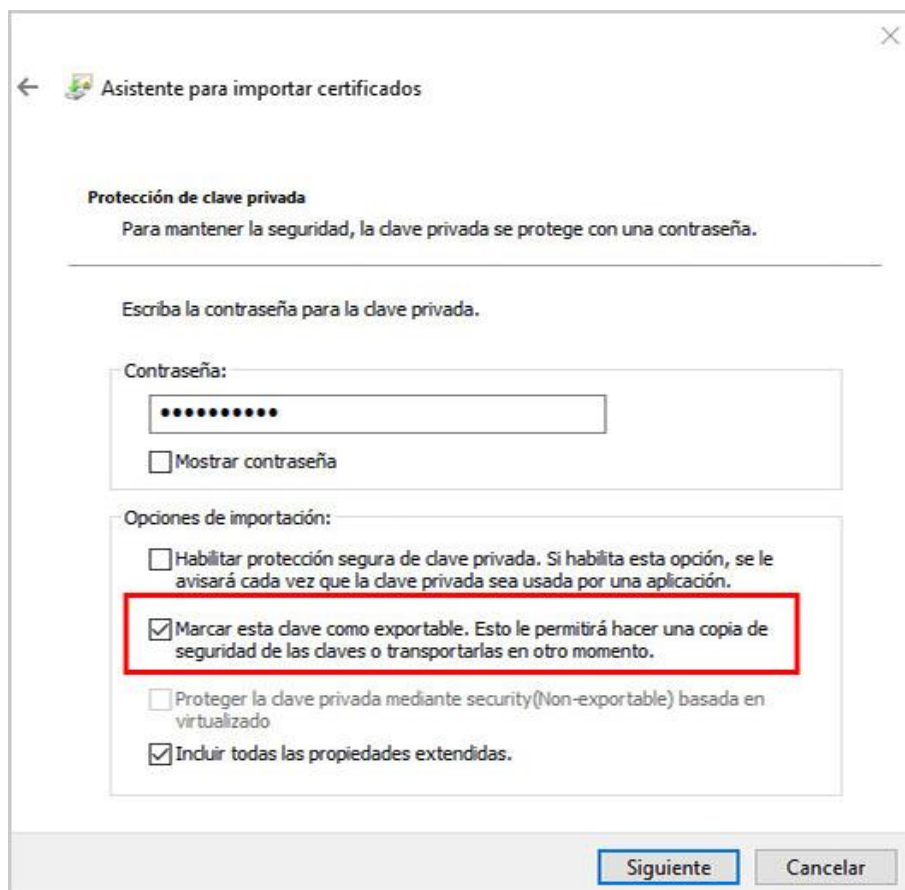 Asistente para importar certificados
Protección de clave privada
Para mantener la seguridad, la clave privada se protege con una contraseña.
Escriba la contraseña para la clave privada.
Contraseña:
••••••••••
Mostrar contraseña
Opciones de importación:
Habilitar protección segura de clave privada. Si habilita esta opción, se le
avisará cada vez que la clave privada sea usada por una aplicación.
Marcar esta clave como exportable. Esto le permitirá hacer una copia de
seguridad de las claves o transportarlas en otro momento.
Proteger la clave privada mediante security(Non-exportable) basada en
virtualizado
Incluir todas las propiedades extendidas.
Siguiente
Cancelar